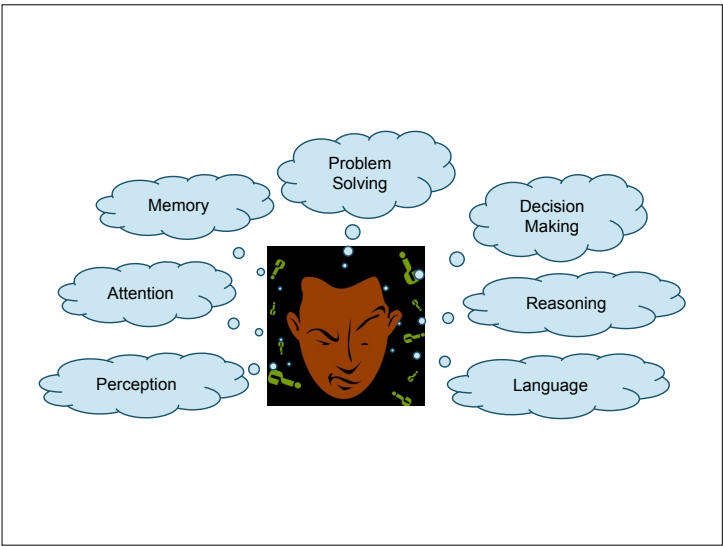 Problem
Solving
Memory
Decision
Making
Attention
Reasoning
Perception
Language